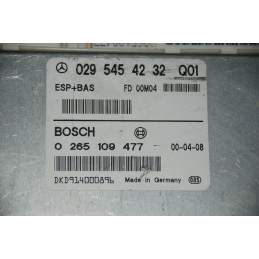 029 545 42 32 Q01
ESP+BAS FD 00M04
BOSCH
0 265 109 477 00-04-08
DKD914000896 Made in Germany